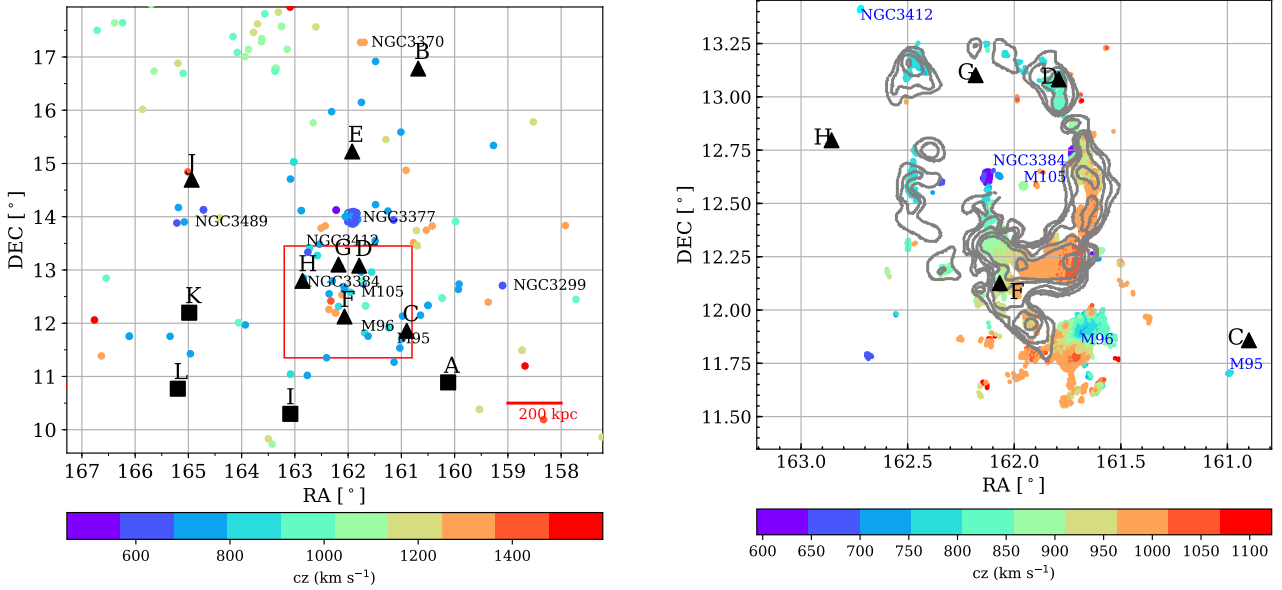 NGC3370
B
E
J
NGC3377
NGC3489
NGC3412
G D
H
NGC3384
M105
NGC3299
F
C
K
M96
M95
L
A
I
200 kpc
17
16
15
14
13
12
11
10
DEC [°]
167 166 165 164 163 162 161 160 159 158
RA [°]
600 800 1000 1200 1400
cz (km s⁻¹)
NGC3412
G
D
H
NGC3384
M105
F
M96
C
M95
13.25
13.00
12.75
12.50
12.25
12.00
11.75
11.50
DEC [°]
163.0 162.5 162.0 161.5 161.0
RA [°]
600 650 700 750 800 850 900 950 1000 1050 1100
cz (km s⁻¹)